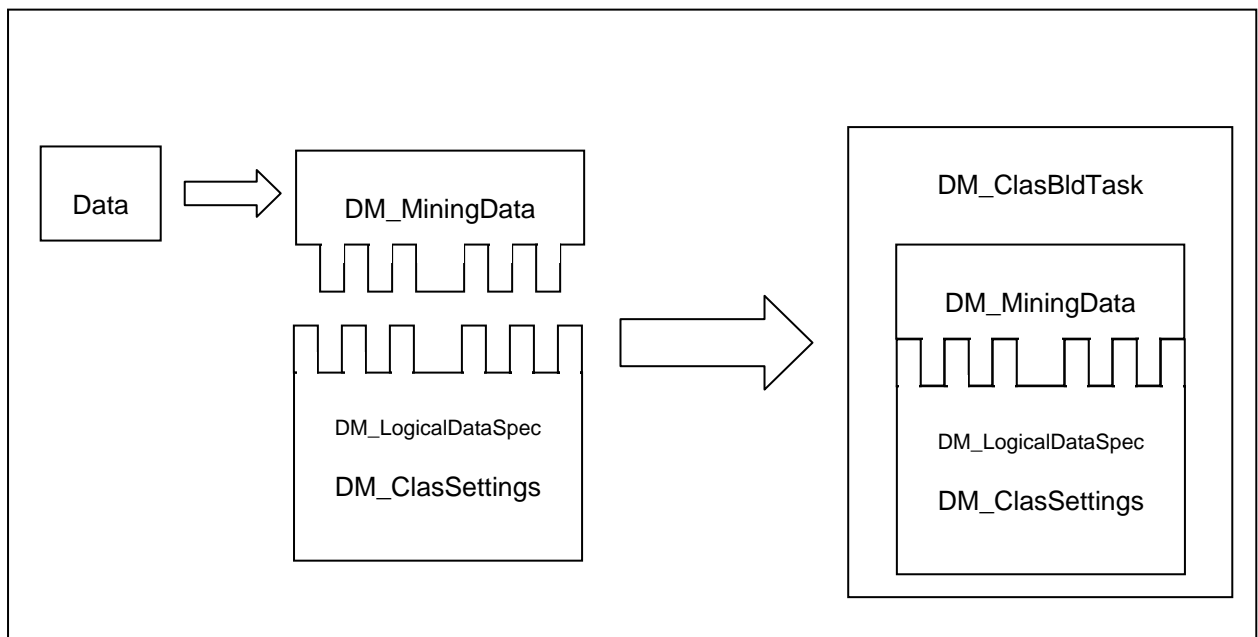 Data
DM_MiningData
DM_LogicalDataSpec
DM_ClasSettings
DM_ClasBldTask
DM_MiningData
DM_LogicalDataSpec
DM_ClasSettings